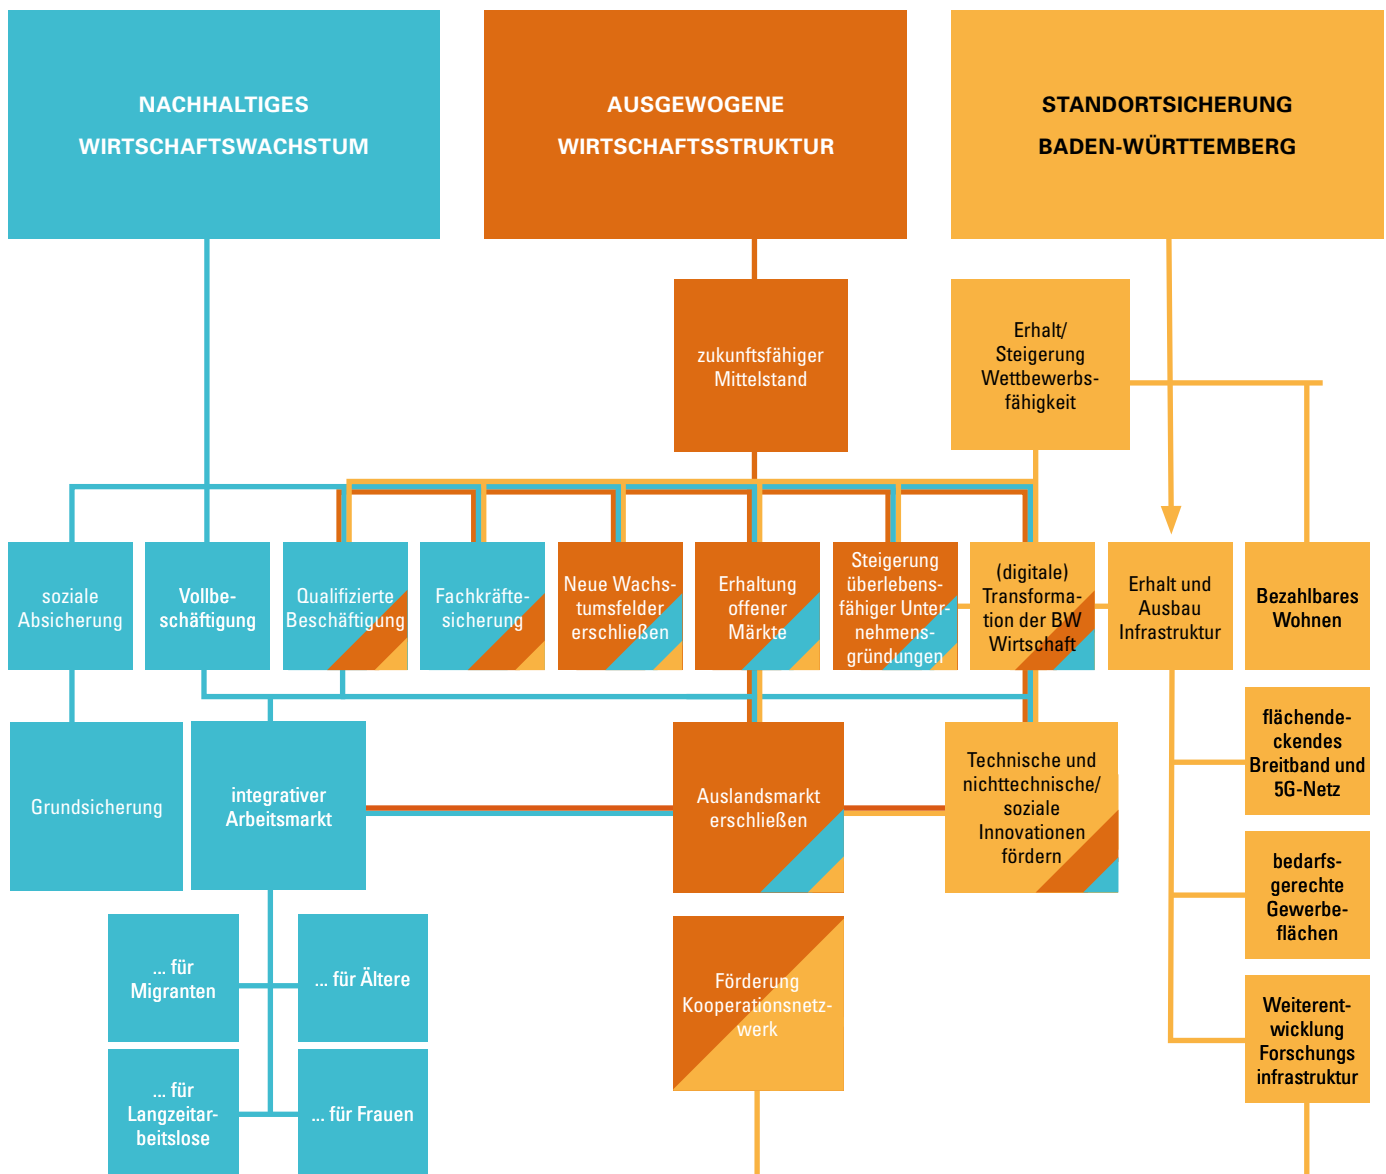 NACHHALTIGES
WIRTSCHAFTSWACHSTUM
AUSGEWOGENE
WIRTSCHAFTSSTRUKTUR
STANDORTSICHERUNG
BADEN-WÜRTTEMBERG
zukunftsfähiger
Mittelstand
Erhalt/
Steigerung
Wettbewerbs-
fähigkeit
soziale
Absicherung
Vollbe-
schäftigung
Qualifizierte
Beschäftigung
Fachkräfte-
sicherung
Neue Wachs-
tumsfelder
erschließen
Erhaltung
offener
Märkte
Steigerung
überlebens-
fähiger Unter-
nehmens-
gründungen
(digitale)
Transforma-
tion der BW
Wirtschaft
Erhalt und
Ausbau
Infrastruktur
Bezahlbares
Wohnen
Grundsicherung
integrativer
Arbeitsmarkt
Auslandsmarkt
erschließen
Technische und
nichttechnische/
soziale
Innovationen
fördern
flächende-
ckendes
Breitband und
5G-Netz
bedarfs-
gerechte
Gewerbe-
flächen
... für
Migranten
... für Ältere
Förderung
Kooperationsnetz-
werk
Weiterent-
wicklung
Forschungs
infrastruktur
... für
Langzeitar-
beitslose
... für Frauen